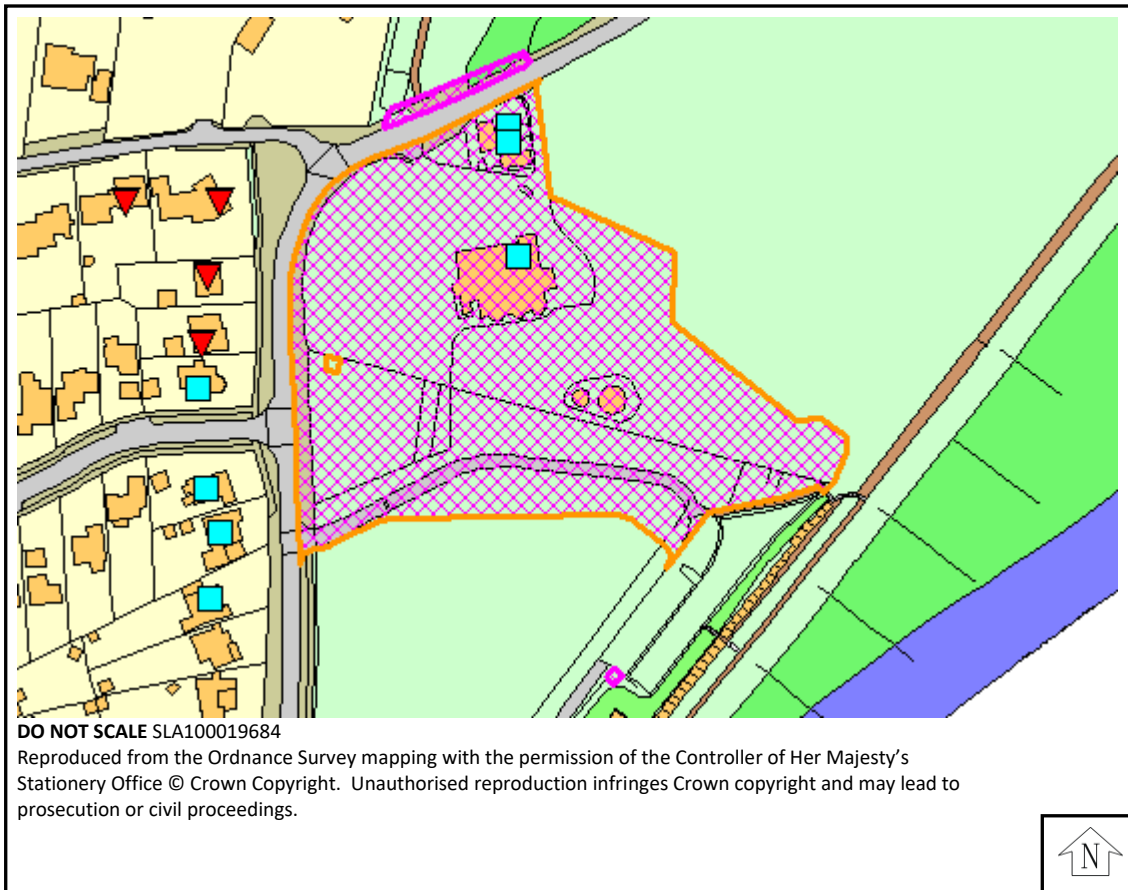 DO NOT SCALE SLA100019684
Reproduced from the Ordnance Survey mapping with the permission of the Controller of Her Majesty's
Stationery Office © Crown Copyright. Unauthorised reproduction infringes Crown copyright and may lead to
prosecution or civil proceedings.
N